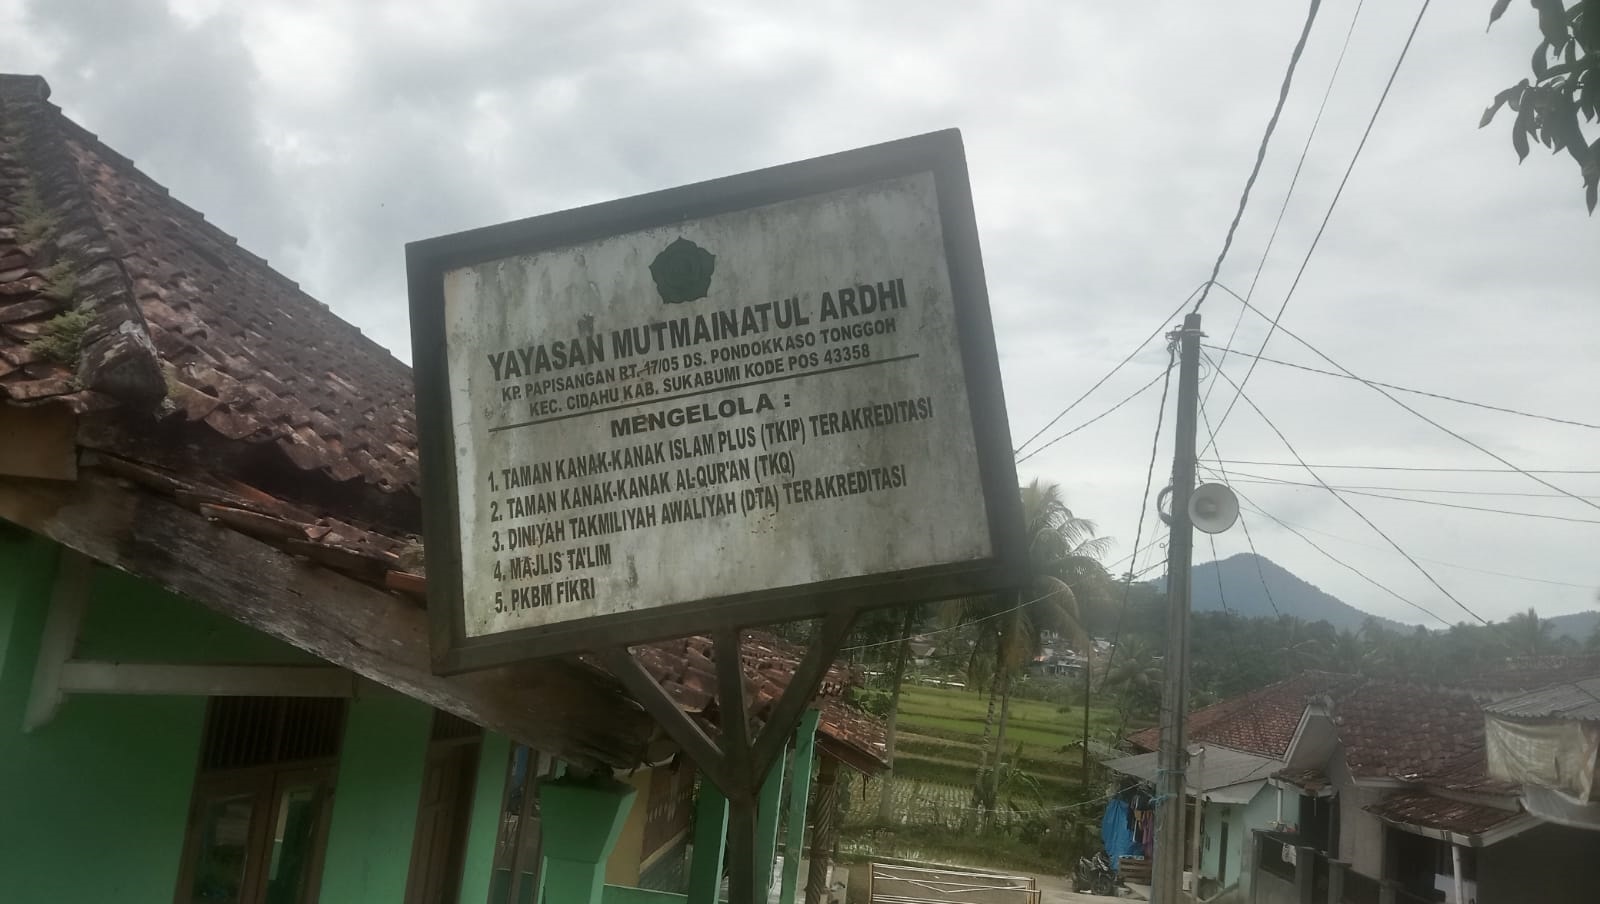 YAYASAN MUTMAINATUL ARDHI
KP. PAPISANGAN RT. 17/05 DS. PONDOKKASO TONGGOH
KEC. CIDAHU KAB. SUKABUMI KODE POS 43358
MENGELOLA :
1. TAMAN KANAK-KANAK ISLAM PLUS (TKIP) TERAKREDITASI
2. TAMAN KANAK-KANAK AL-QUR'AN (TKQ)
3. DINIYAH TAKMILIYAH AWALIYAH (DTA) TERAKREDITASI
4. MAJLIS TA'LIM
5. PKBM FIKRI